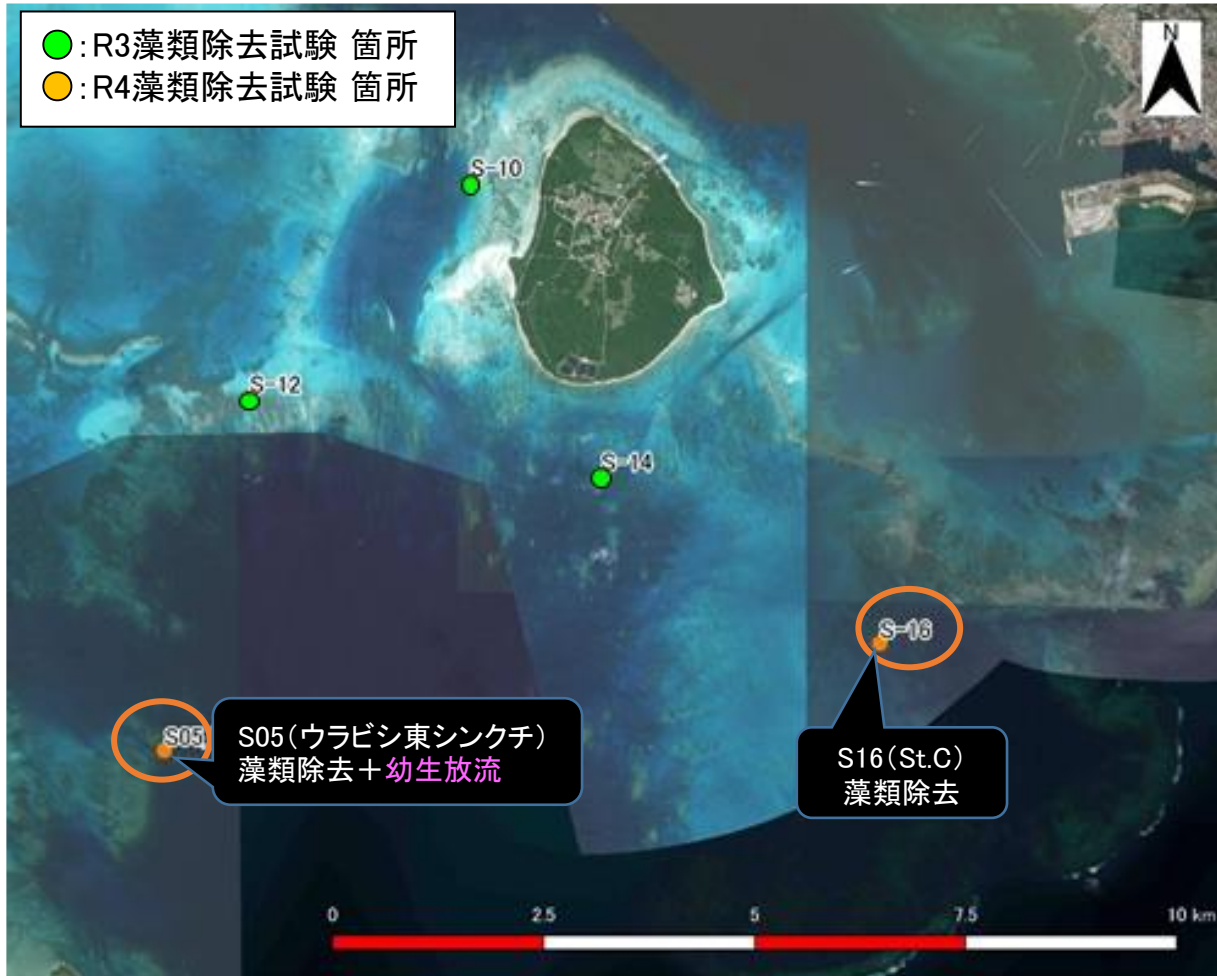 :R3藻類除去試験 箇所
:R4藻類除去試験 箇所
N
S-10
S-12
S-14
S-16
S05
S05(ウラビシ東シンクチ)
藻類除去+幼生放流
S16(St.C)
藻類除去
0 2.5 5 7.5 10 km